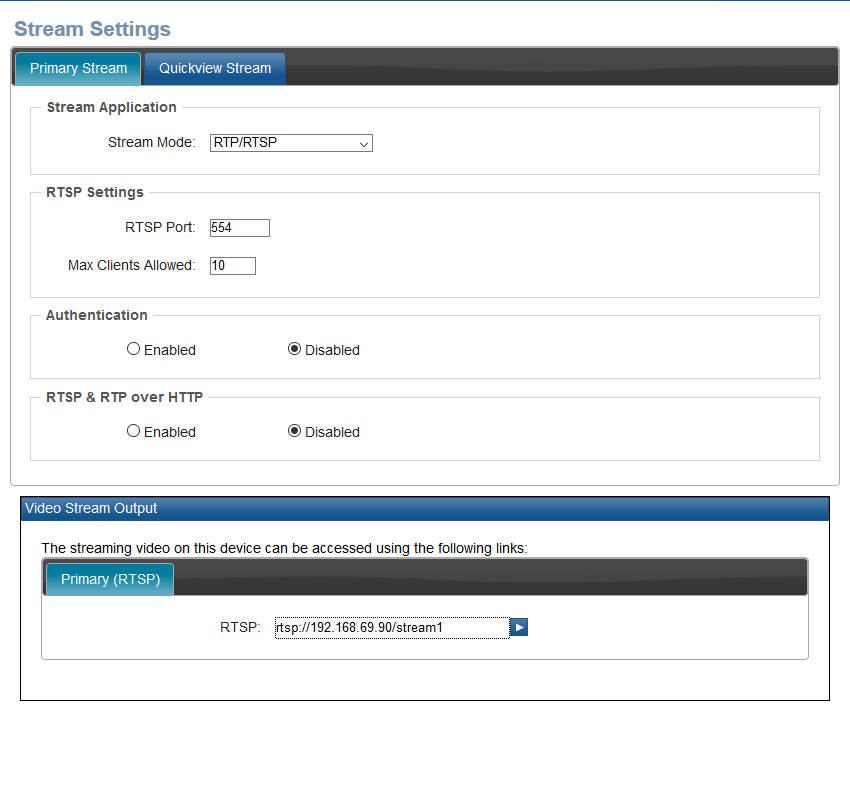 Stream Settings
Primary Stream Quickview Stream
Stream Application
Stream Mode: RTP/RTSP
RTSP Settings
RTSP Port: 554
Max Clients Allowed: 10
Authentication
Enabled Disabled
RTSP & RTP over HTTP
Enabled Disabled
Video Stream Output
The streaming video on this device can be accessed using the following links:
Primary (RTSP)
RTSP: rtsp://192.168.69.90/stream1